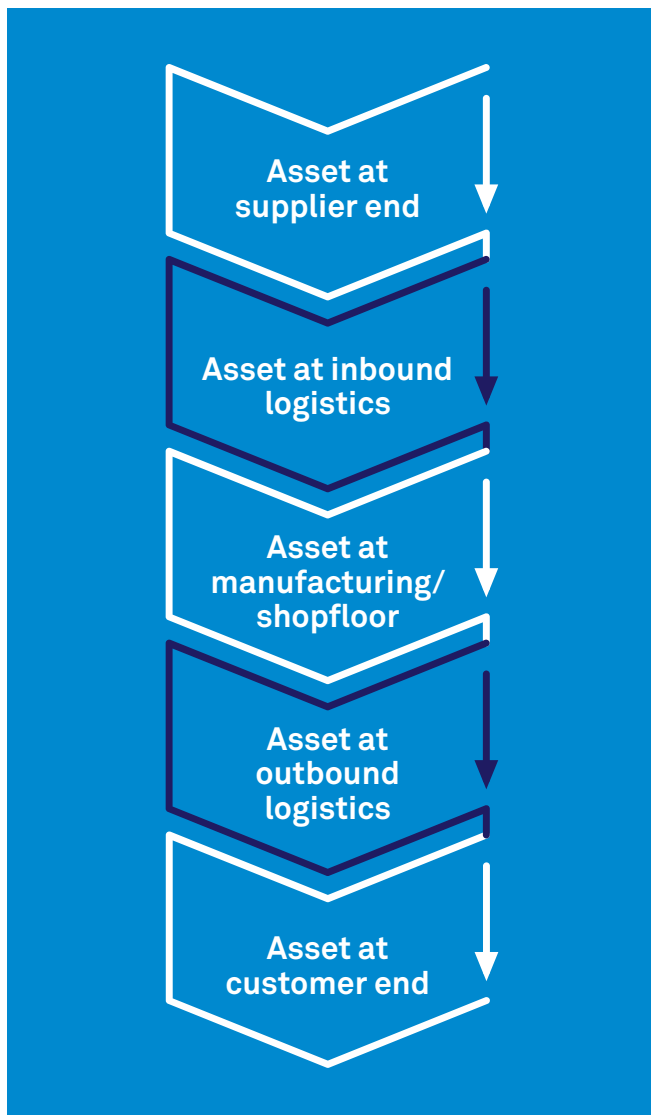 Asset at
supplier end
Asset at inbound
logistics
Asset at
manufacturing/
shopfloor
Asset at
outbound
logistics
Asset at
customer end